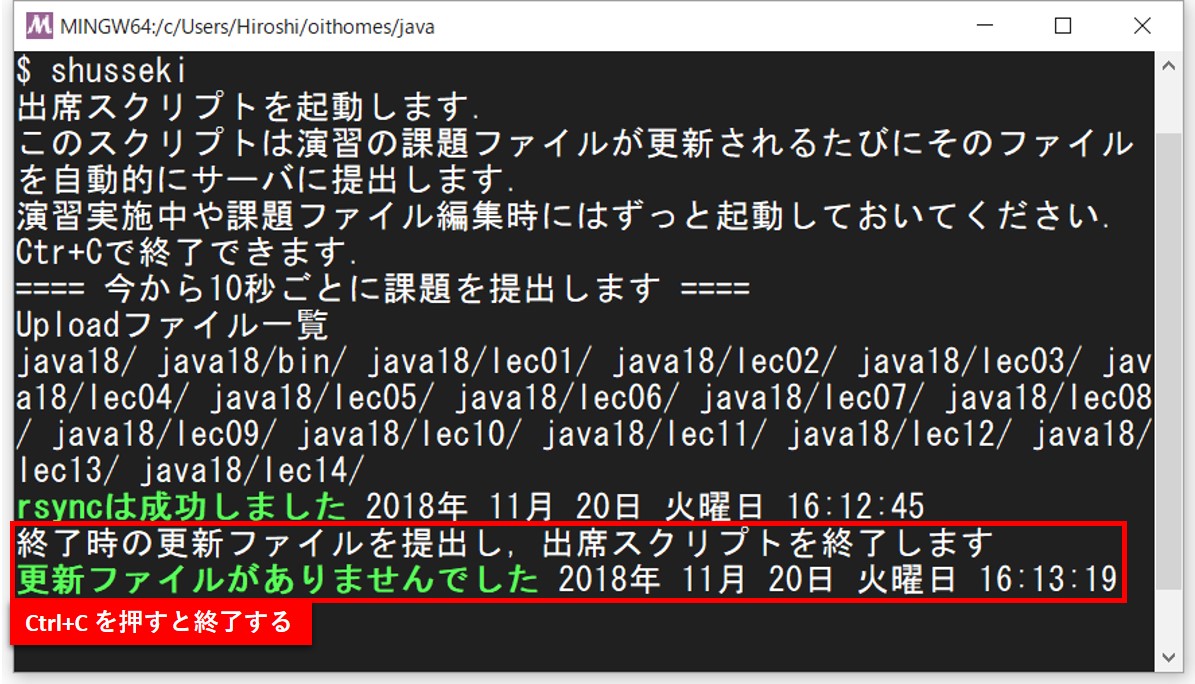 MINGW64:/c/Users/Hiroshi/oithomes/java
$ shusseki
出席スクリプトを起動します.
このスクリプトは演習の課題ファイルが更新されるたびにそのファイル
を自動的にサーバに提出します.
演習実施中や課題ファイル編集時にはずっと起動しておいてください.
Ctr+Cで終了できます.
==== 今から10秒ごとに課題を提出します ====
Uploadファイル一覧
java18/ java18/bin/ java18/lec01/ java18/lec02/ java18/lec03/ jav
a18/lec04/ java18/lec05/ java18/lec06/ java18/lec07/ java18/lec08
/ java18/lec09/ java18/lec10/ java18/lec11/ java18/lec12/ java18/
lec13/ java18/lec14/
rsyncは成功しました 2018年 11月 20日 火曜日 16:12:45
終了時の更新ファイルを提出し, 出席スクリプトを終了します
更新ファイルがありませんでした 2018年 11月 20日 火曜日 16:13:19
Ctrl+C を押すと終了する